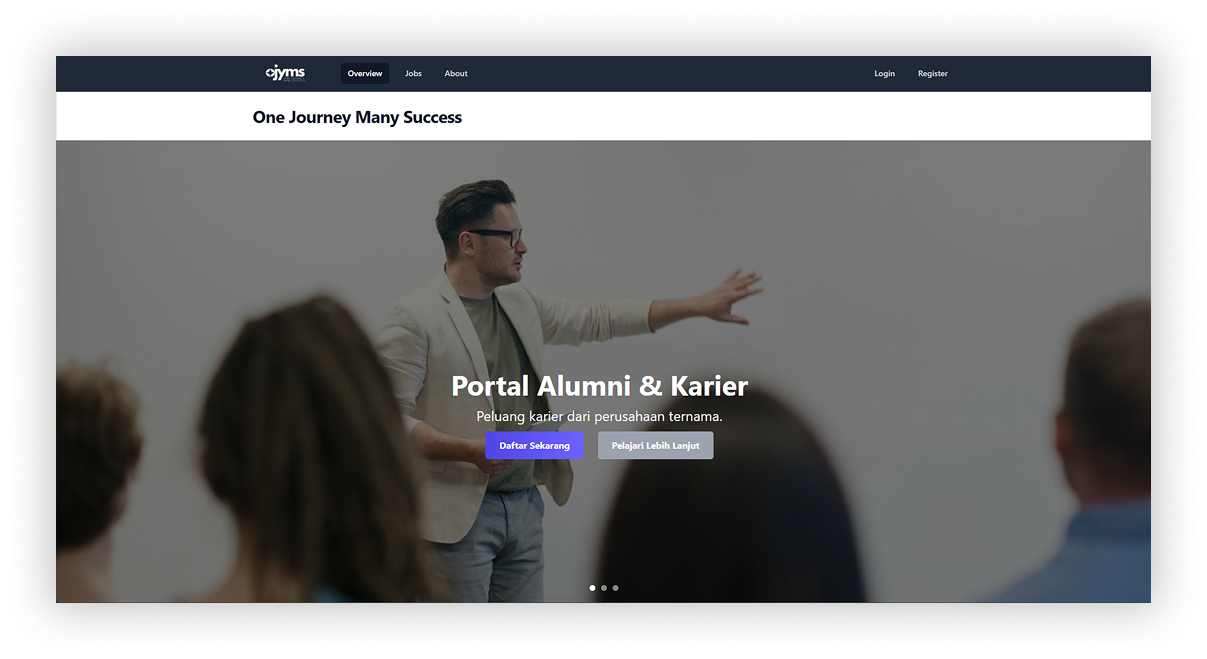 ojyms
Overview
Jobs
About
Login
Register
One Journey Many Success
Portal Alumni & Karier
Peluang karier dari perusahaan ternama.
Daftar Sekarang
Pelajari Lebih Lanjut